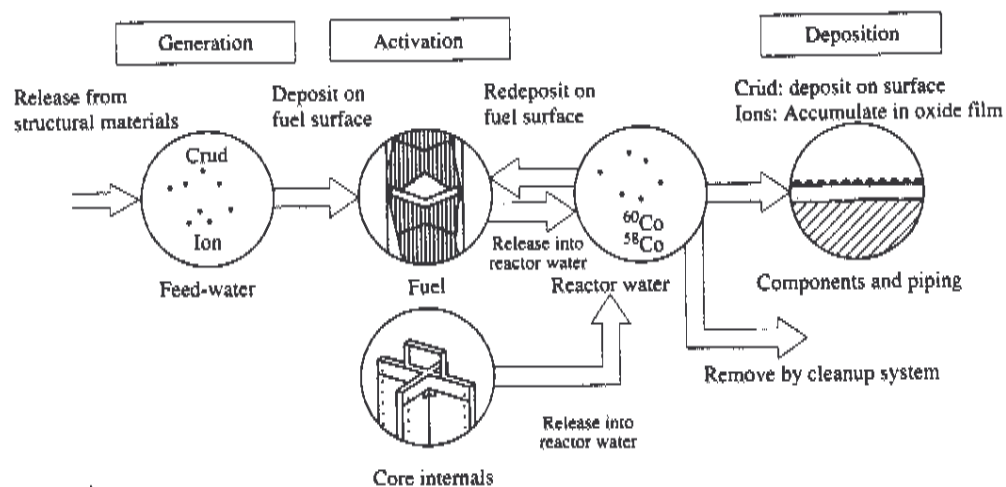 Generation
Activation
Deposition
Release from
structural materials
Deposit on
fuel surface
Redeposit on
fuel surface
Crud: deposit on surface
Ions: Accumulate in oxide film
Crud
Ion
60Co
58Co
Release into
reactor water
Feed-water
Fuel
Reactor water
Components and piping
Remove by cleanup system
Release into
reactor water
Core internals